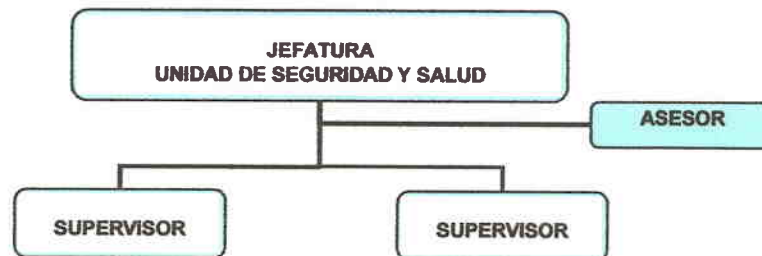 JEFATURA
UNIDAD DE SEGURIDAD Y SALUD
ASESOR
SUPERVISOR
SUPERVISOR